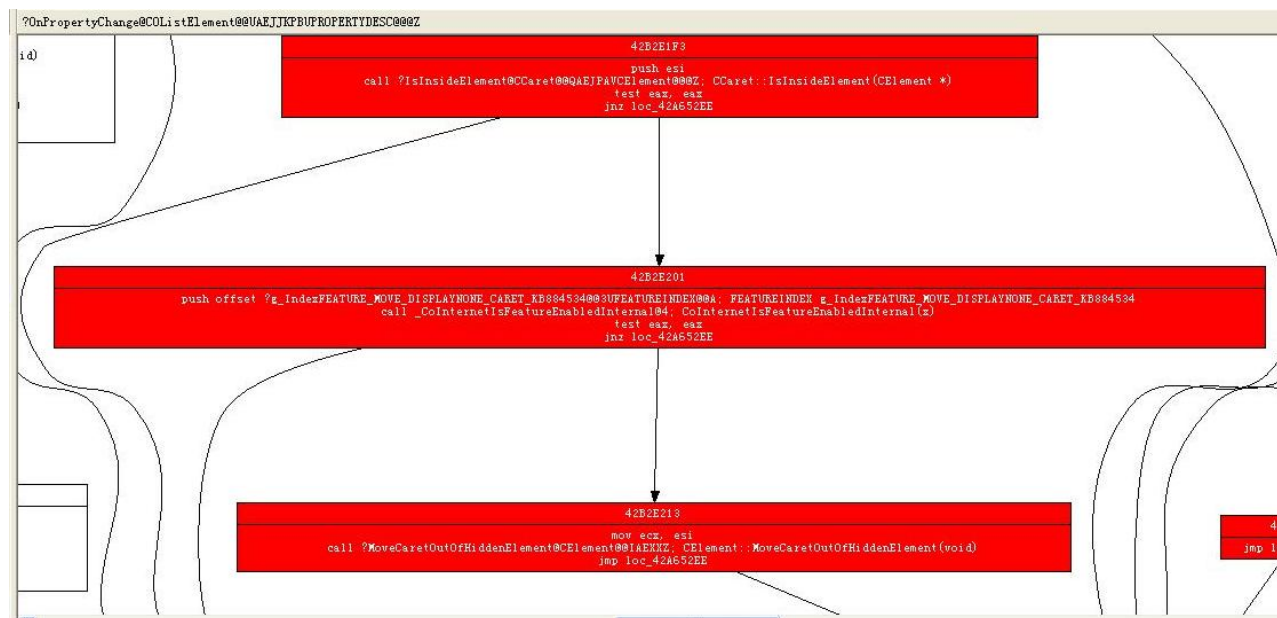 ?OnPropertyChange@COListElement@@UAEJJKPBUPROPERTYDESC@@@Z
id)
42B2E1F3
push esi
call ?IsInsideElement@CCaret@@QAEJPAVCElement@@@Z; CCaret::IsInsideElement(CElement *)
test eax, eax
jnz loc_42A652EE
42B2E201
push offset ?g_IndexFEATURE_MOVE_DISPLAYNONE_CARET_KB884534@@3UFEATUREINDEX@@A; FEATUREINDEX g_IndexFEATURE_MOVE_DISPLAYNONE_CARET_KB884534
call _CoInternetIsFeatureEnabledInternal@4; CoInternetIsFeatureEnabledInternal(x)
test eax, eax
jnz loc_42A652EE
42B2E213
mov ecx, esi
call ?MoveCaretOutOfHiddenElement@CElement@@IAEXXZ; CElement::MoveCaretOutOfHiddenElement(void)
jmp loc_42A652EE
4
jmp l